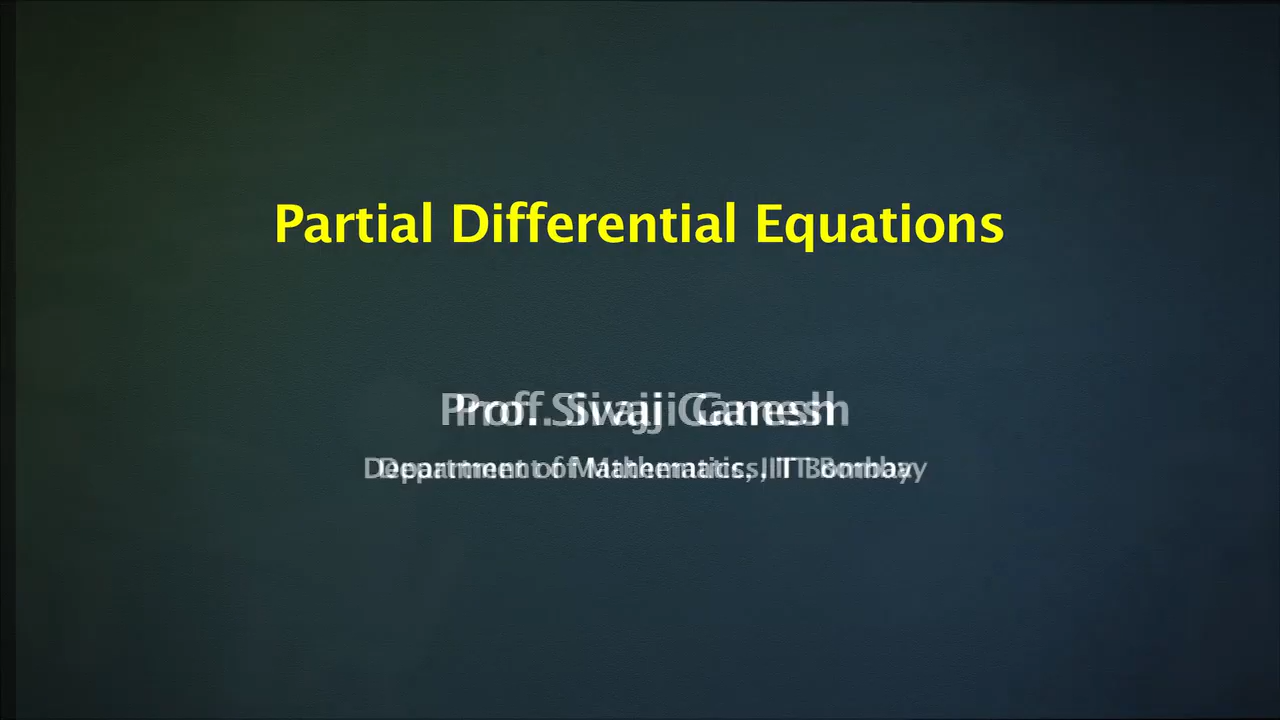 Partial Differential Equations
Prof. Sivaji Ganesh
Department of Mathematics, IIT Bombay